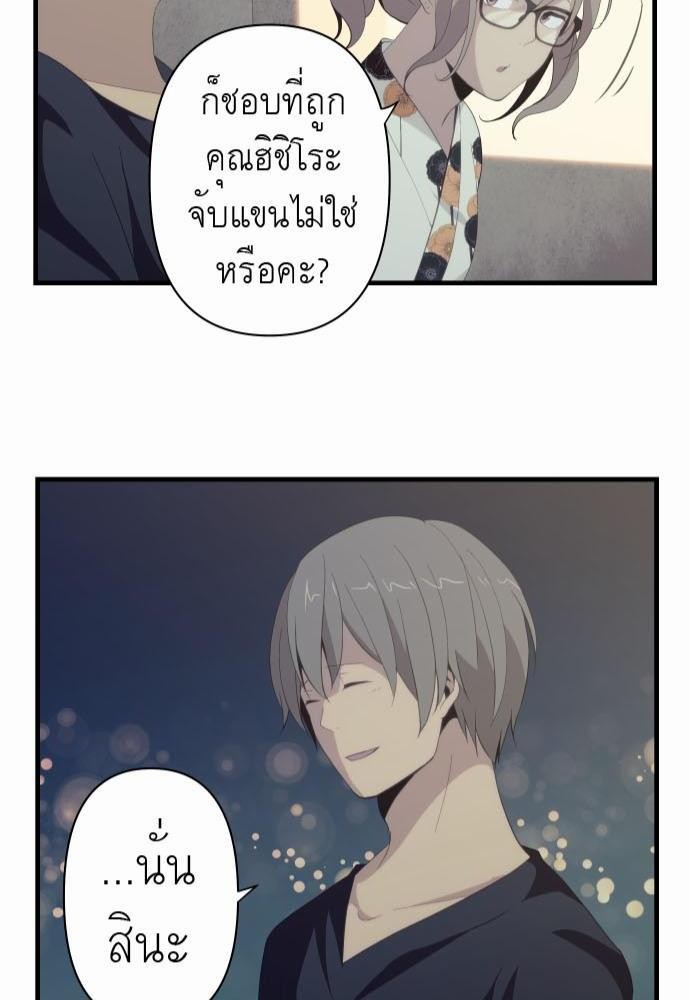 ก็ชอบที่ถูก
คุณฮิชิโระ
จับแขนไม่ใช่
หรือคะ?
...นั่น
สินะ